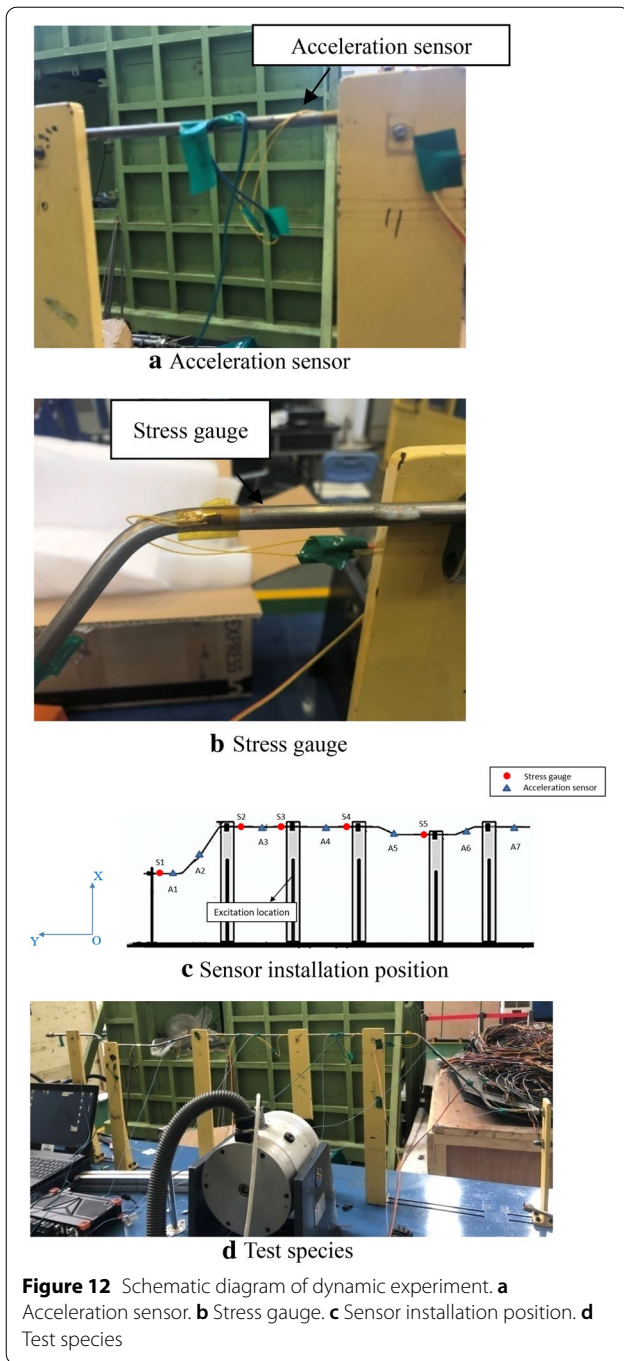 Acceleration sensor
11
a Acceleration sensor
Stress gauge
EXPRESS
b Stress gauge
Stress gauge
Acceleration sensor
S1 S2 S3 S4 S5
A1 A2 A3 A4 A5 A6 A7
Excitation location
X
Y O
c Sensor installation position
d Test species
Figure 12 Schematic diagram of dynamic experiment. a
Acceleration sensor. b Stress gauge. c Sensor installation position. d
Test species